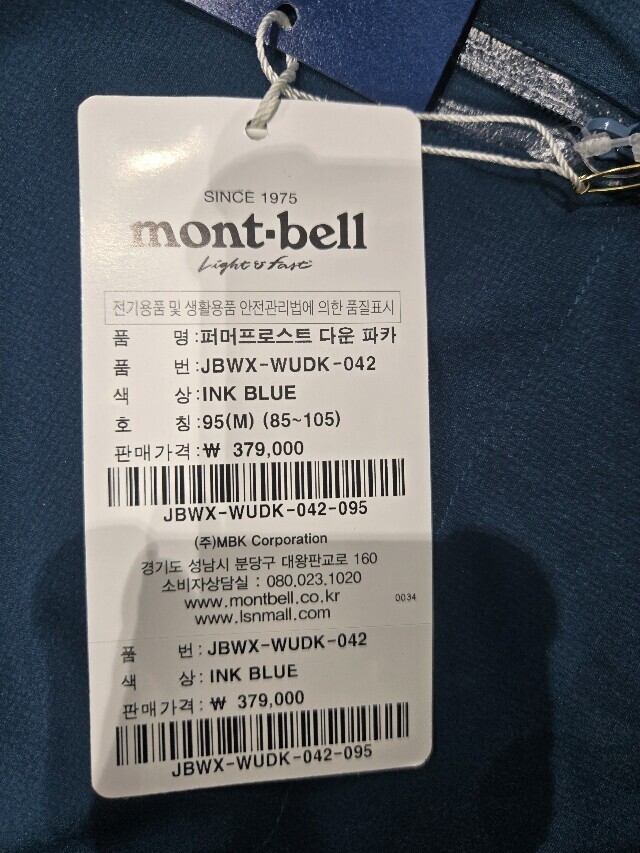 SINCE 1975
mont-bell
Light & Fast
전기용품 및 생활용품 안전관리법에 의한 품질표시
품 명:퍼머프로스트 다운 파카
품 번:JBWX-WUDK-042
색 상:INK BLUE
호 칭:95(M) (85~105)
판매가격:₩ 379,000
JBWX-WUDK-042-095
(주)MBK Corporation
경기도 성남시 분당구 대왕판교로 160
소비자상담실 : 080.023.1020
www.montbell.co.kr
0034
www.lsnmall.com
품 번:JBWX-WUDK-042
색 상:INK BLUE
판매가격:₩ 379,000
JBWX-WUDK-042-095